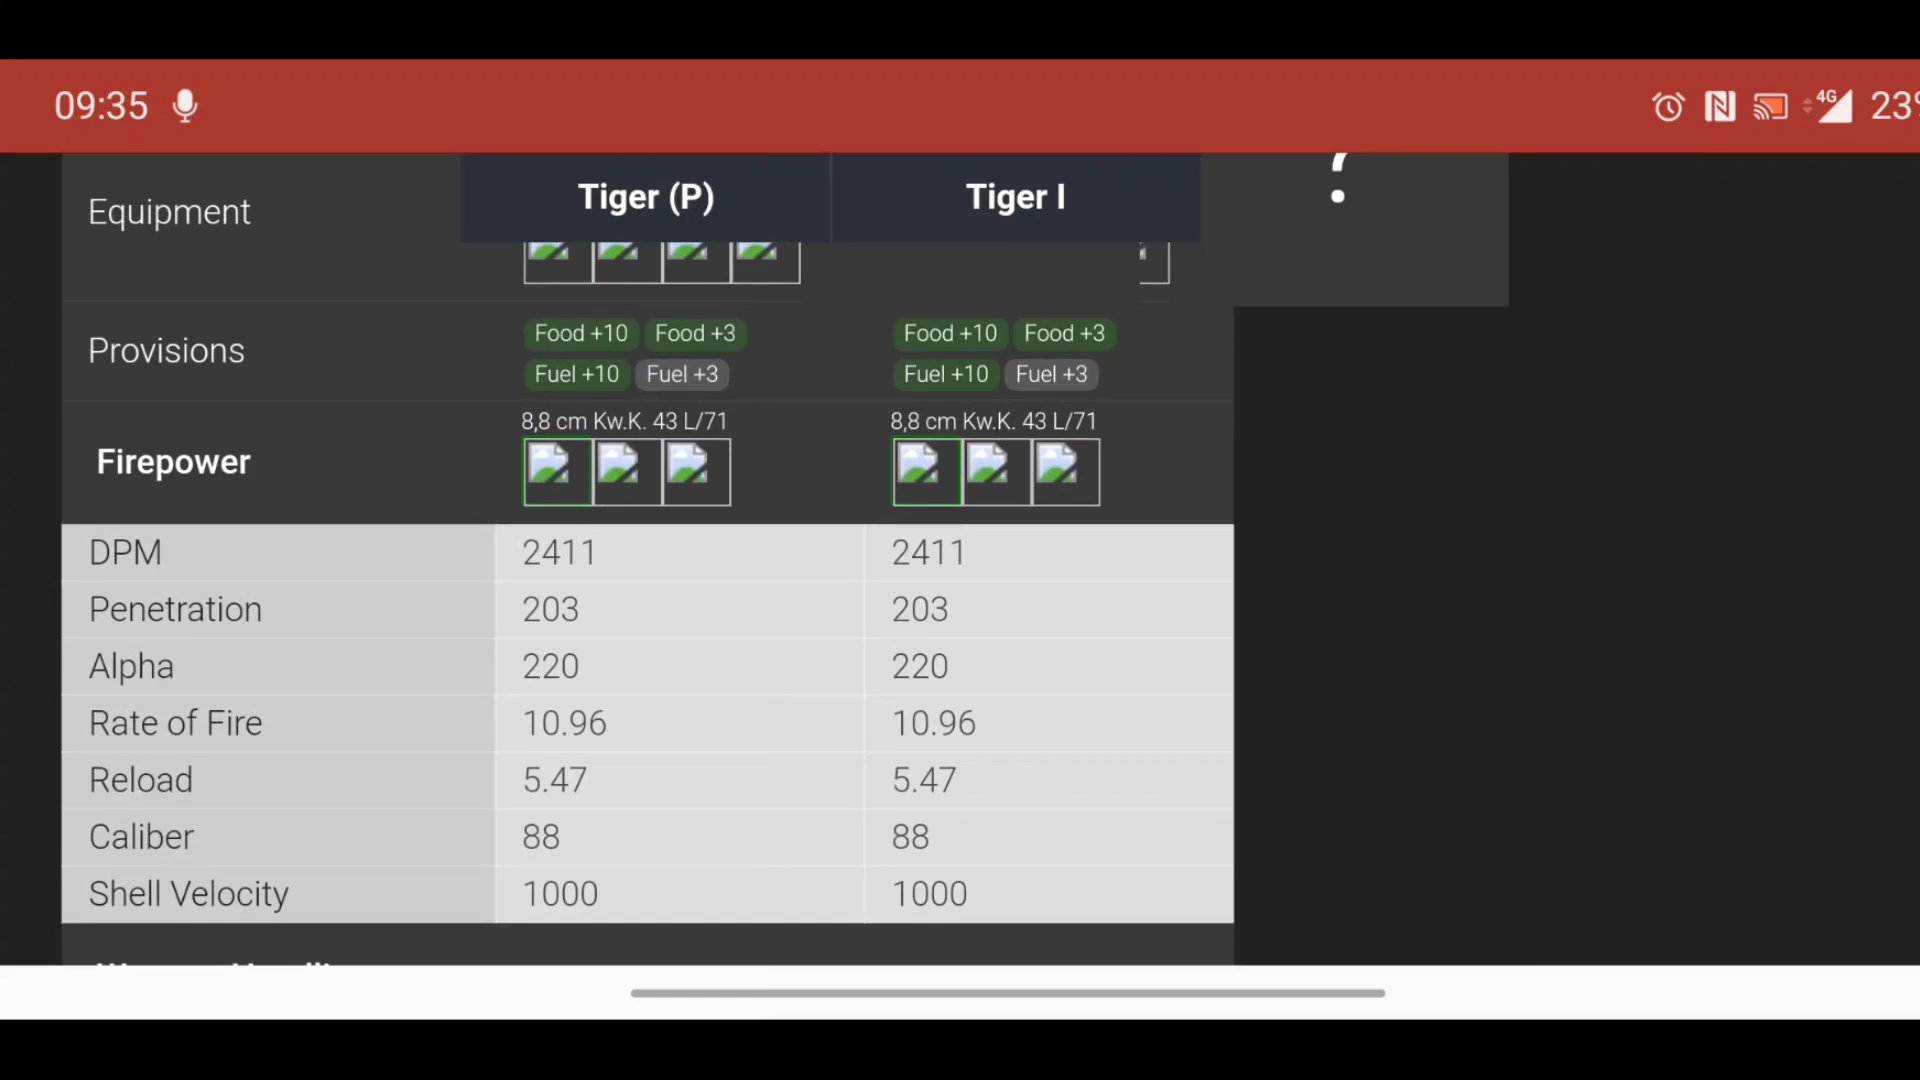 09:35
4G
23
Equipment
Tiger (P)
Tiger I
?
Provisions
Food +10 Food +3
Fuel +10 Fuel +3
Food +10 Food +3
Fuel +10 Fuel +3
Firepower
8,8 cm Kw.K. 43 L/71
8,8 cm Kw.K. 43 L/71
DPM 2411 2411
Penetration 203 203
Alpha 220 220
Rate of Fire 10.96 10.96
Reload 5.47 5.47
Caliber 88 88
Shell Velocity 1000 1000